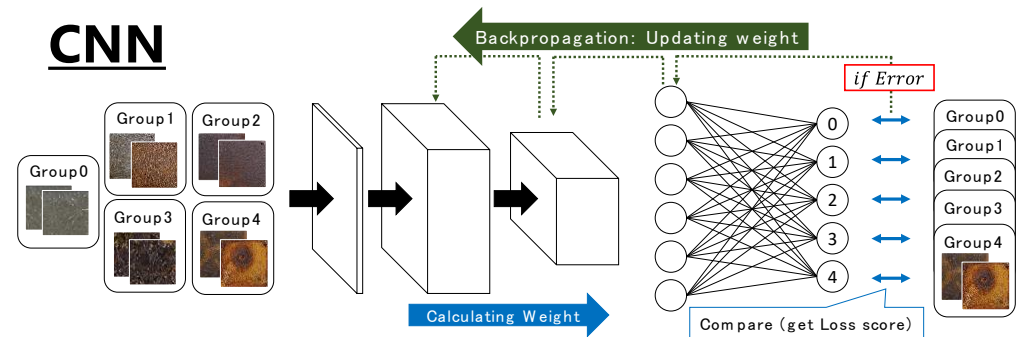 CNN
Backpropagation: Updating weight
if Error
Group0
Group1
Group2
Group3
Group4
0
1
2
3
4
Group0
Group1
Group2
Group3
Group4
Calculating Weight
Compare (get Loss score)